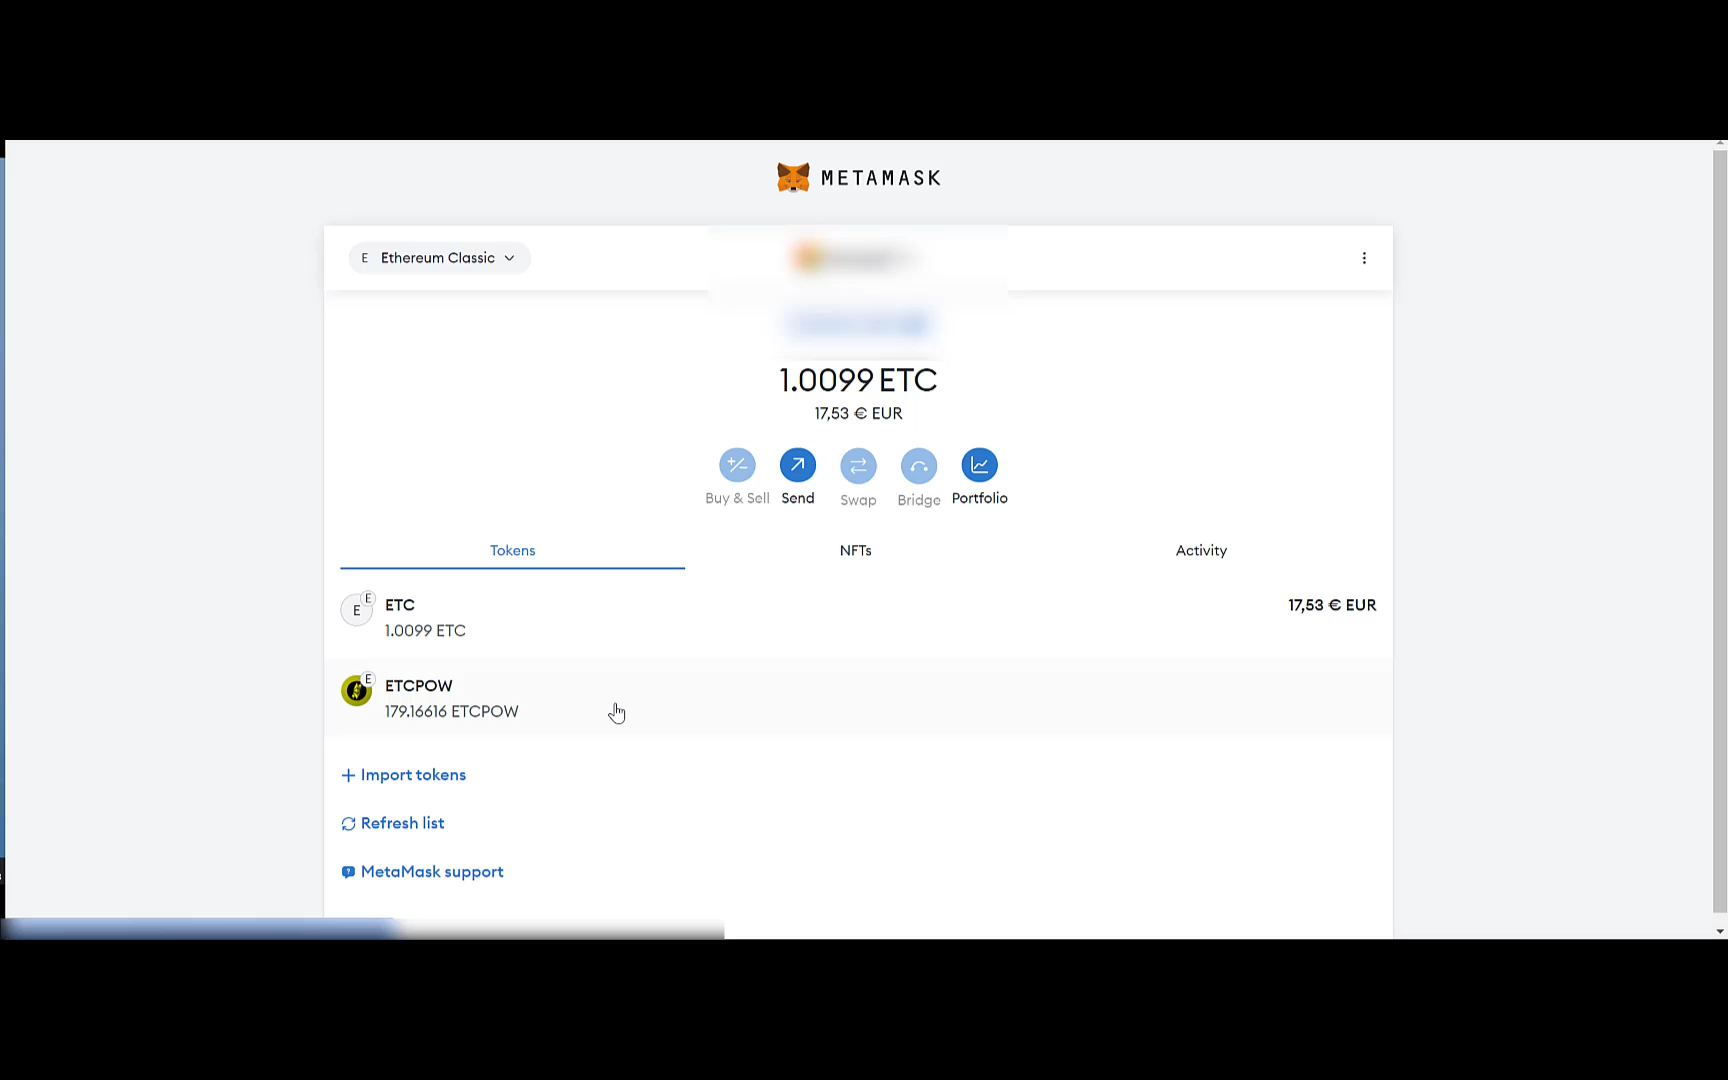 METAMASK
E Ethereum Classic
1.0099 ETC
17,53 € EUR
Buy & Sell Send Swap Bridge Portfolio
Tokens NFTs Activity
E E ETC 17,53 € EUR
1.0099 ETC
E ETCPOW
179.16616 ETCPOW
+ Import tokens
Refresh list
MetaMask support